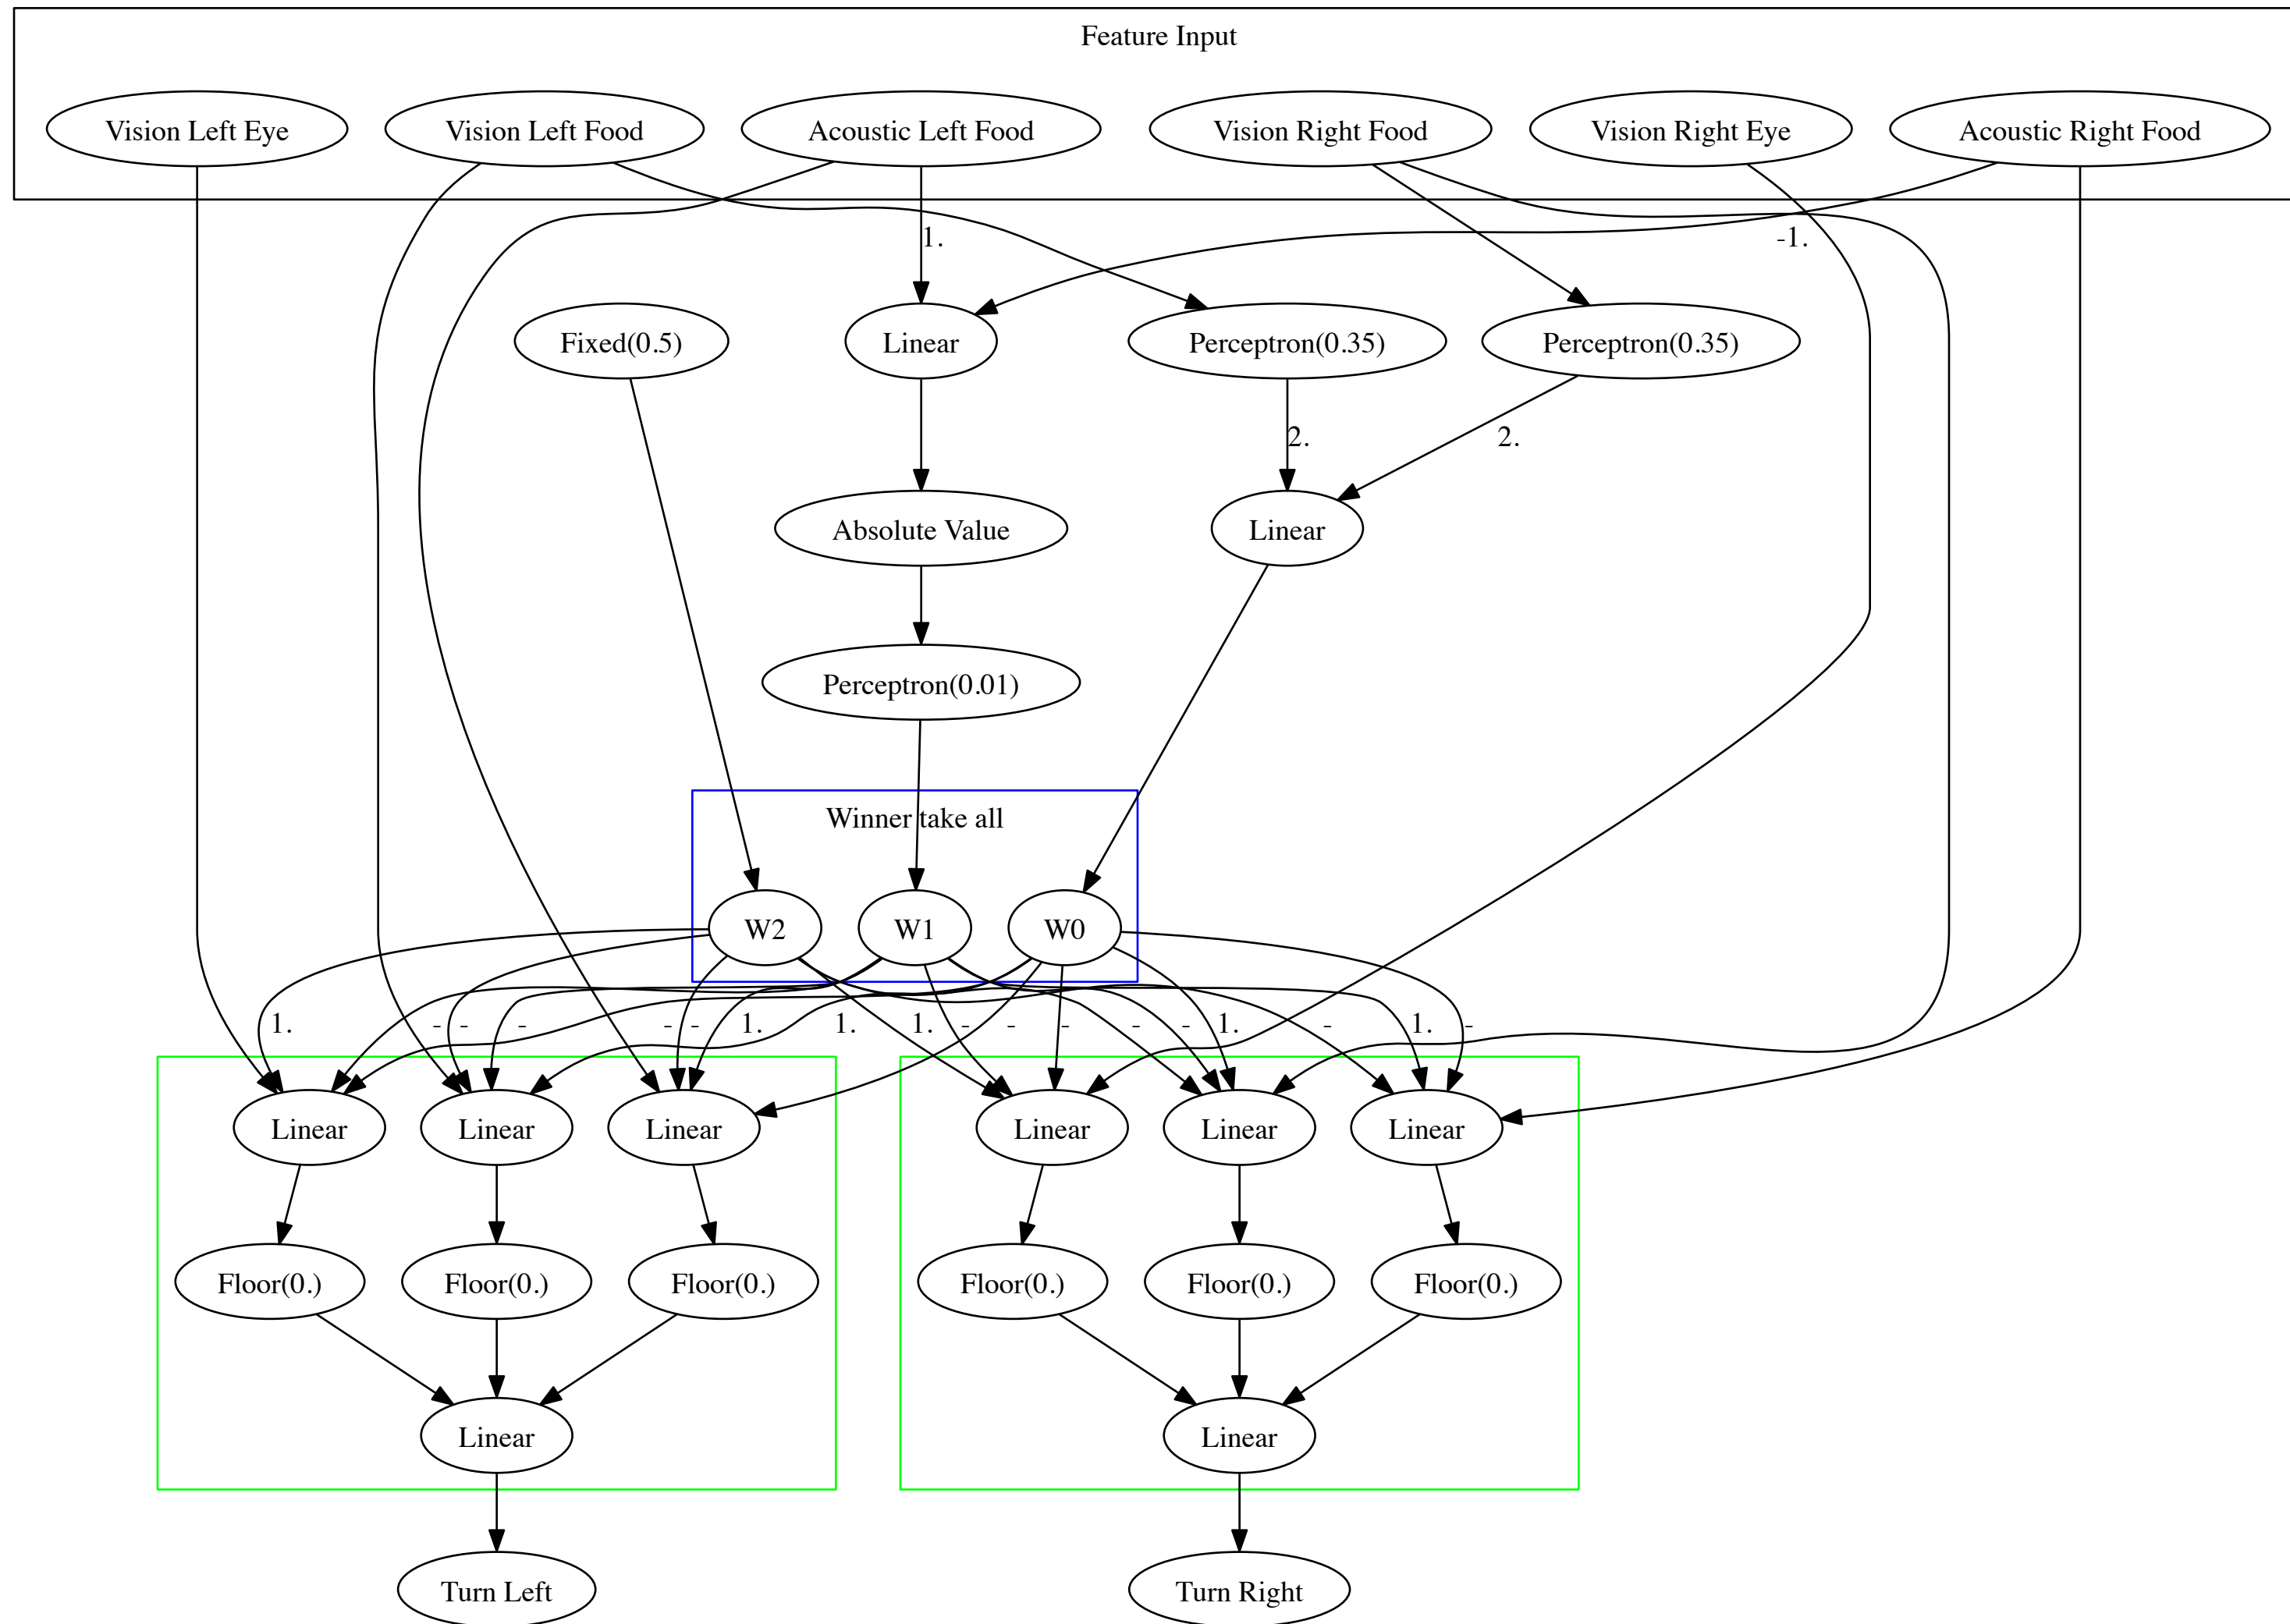 Feature Input
Vision Left Eye
Vision Left Food
Acoustic Left Food
Vision Right Food
Vision Right Eye
Acoustic Right Food
1.
-1.
Fixed(0.5)
Linear
Perceptron(0.35)
Perceptron(0.35)
2.
2.
Absolute Value
Linear
Perceptron(0.01)
Winner take all
W2
W1
W0
1.
-
-
-
-
-
1.
1.
1.
-
-
-
-
-
1.
-
1.
-
Linear
Linear
Linear
Linear
Linear
Linear
Floor(0.)
Floor(0.)
Floor(0.)
Floor(0.)
Floor(0.)
Floor(0.)
Linear
Linear
Turn Left
Turn Right